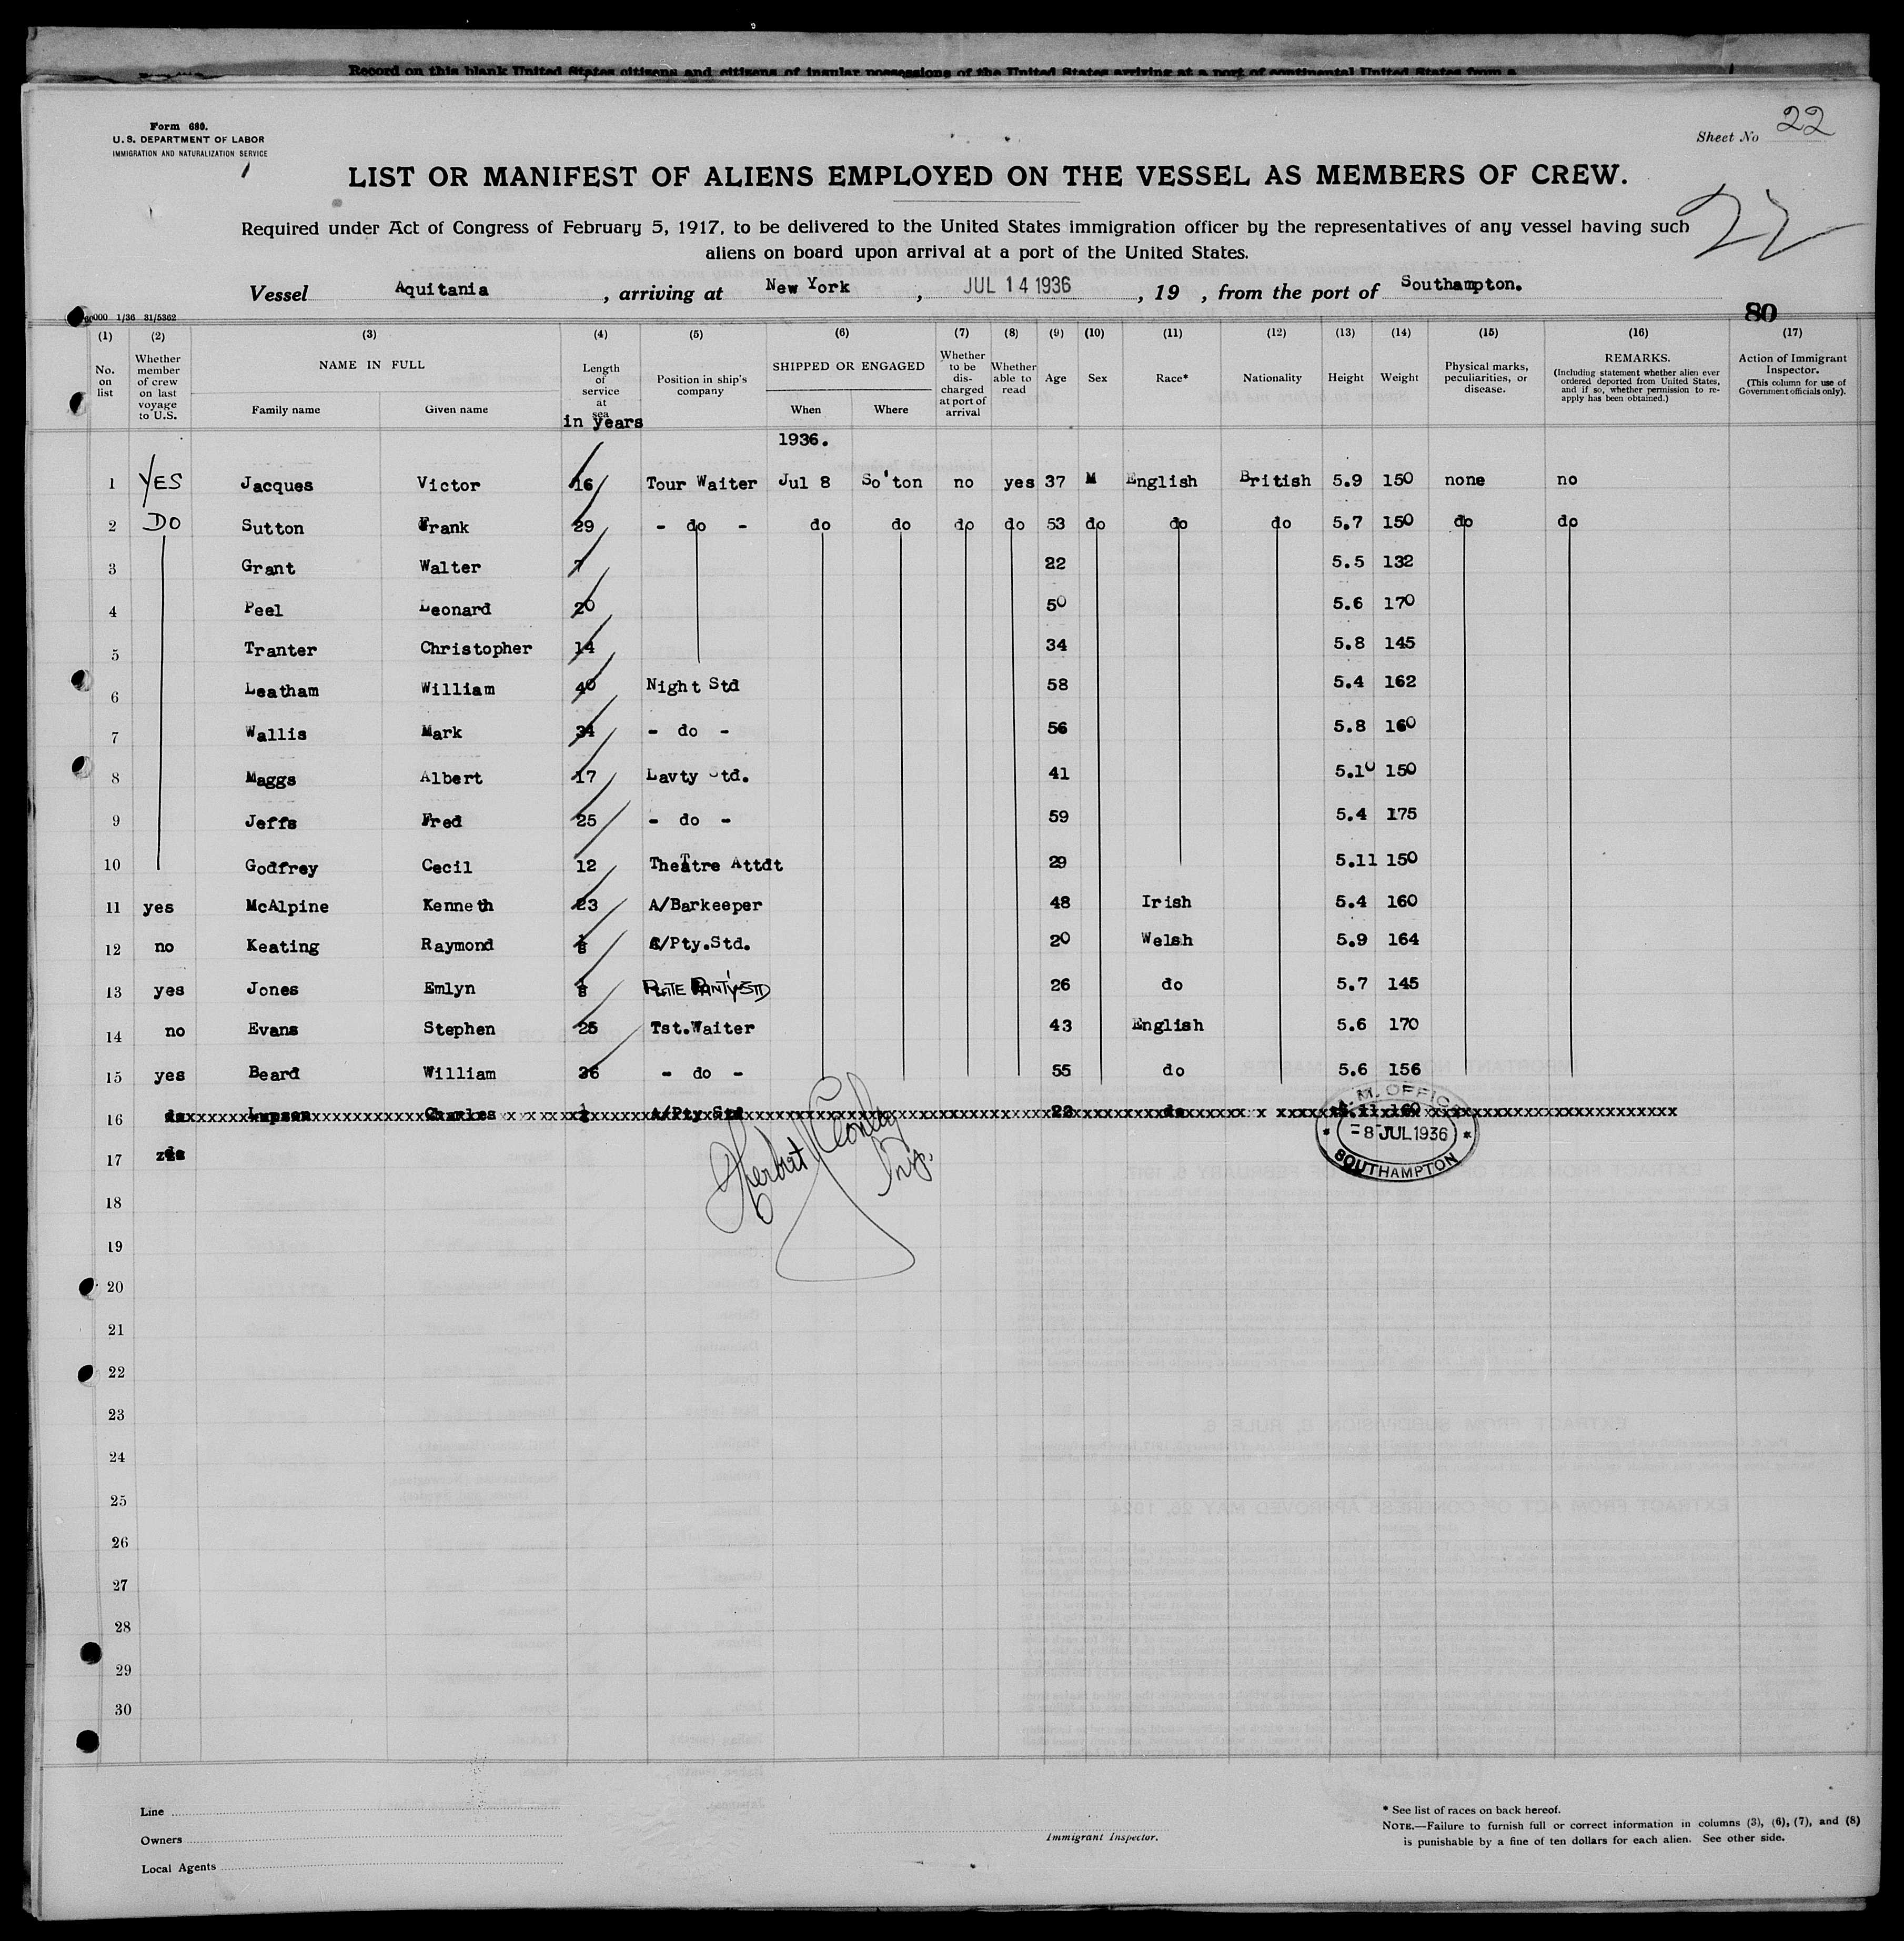 Record on this blank United States citizens and citizens of insular possessions of the United States arriving at a port of continental United States from a
Form 680.
U. S. DEPARTMENT OF LABOR
IMMIGRATION AND NATURALIZATION SERVICE
Sheet No 22
LIST OR MANIFEST OF ALIENS EMPLOYED ON THE VESSEL AS MEMBERS OF CREW.
22
Required under Act of Congress of February 5, 1917, to be delivered to the United States immigration officer by the representatives of any vessel having such
aliens on board upon arrival at a port of the United States.
Vessel Aquitania, arriving at New York, JUL 14 1936, 19 , from the port of Southampton.
000 1/36 31/5362
80
(1) (2) (3) (4) (5) (6) (7) (8) (9) (10) (11) (12) (13) (14) (15) (16) (17)
No. on list
Whether member of crew on last voyage to U.S.
NAME IN FULL
Family name Given name
Length of service at sea
in years
Position in ship's company
SHIPPED OR ENGAGED
When Where
Whether to be discharged at port of arrival
Whether able to read
Age
Sex
Race*
Nationality
Height
Weight
Physical marks, peculiarities, or disease.
REMARKS.
(Including statement whether alien ever ordered deported from United States, and if so, whether permission to reapply has been obtained.)
Action of Immigrant Inspector.
(This column for use of Government officials only).
1936.
1 YES Jacques Victor 16 Tour Waiter Jul 8 So'ton no yes 37 M English British 5.9 150 none no
2 DO Sutton Frank 29 - do - do do do do 53 do do do 5.7 150 do do
3 Grant Walter 7 22 5.5 132
4 Peel Leonard 20 50 5.6 170
5 Tranter Christopher 14 34 5.8 145
6 Leatham William 40 Night Std 58 5.4 162
7 Wallis Mark 34 - do - 56 5.8 160
8 Maggs Albert 17 Lavty Std. 41 5.10 150
9 Jeffs Fred 25 - do - 59 5.4 175
10 Godfrey Cecil 12 Theatre Attdt 29 5.11 150
11 yes McAlpine Kenneth 23 A/Barkeeper 48 Irish 5.4 160
12 no Keating Raymond /Pty.Std. 20 Welsh 5.9 164
13 yes Jones Emlyn PLATE PANTY STD 26 do 5.7 145
14 no Evans Stephen 25 Tst.Waiter 43 English 5.6 170
15 yes Beard William 36 - do - 55 do 5.6 156
16 do Charles A/Pty Std 22 do 5.11 160
17
18
19
20
21
22
23
24
25
26
27
28
29
30
Herbert Insp.
I.M. OFFICE
8 JUL 1936
SOUTHAMPTON
Line
Owners
Local Agents
Immigrant Inspector.
* See list of races on back hereof.
NOTE.—Failure to furnish full or correct information in columns (3), (6), (7), and (8)
is punishable by a fine of ten dollars for each alien. See other side.